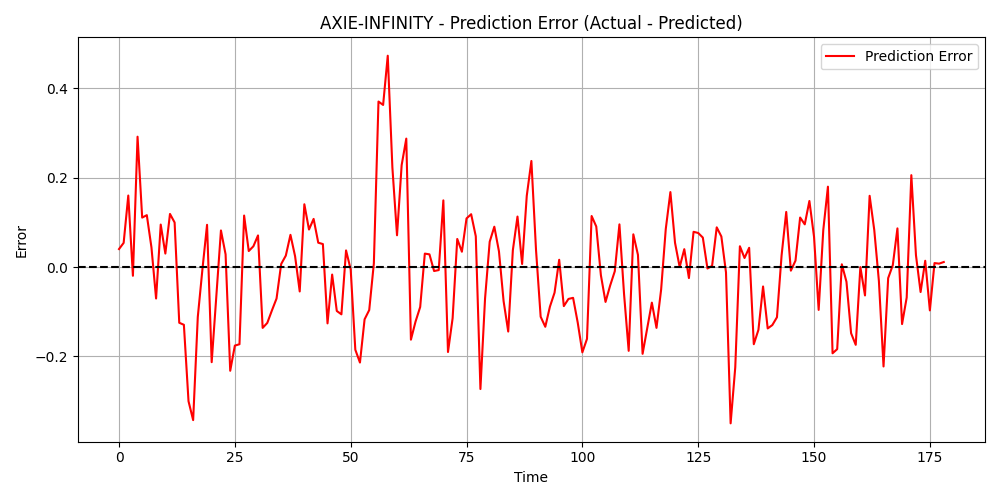 AXIE-INFINITY - Prediction Error (Actual - Predicted)
Prediction Error
Error
0.4
0.2
0.0
−0.2
0 25 50 75 100 125 150 175
Time